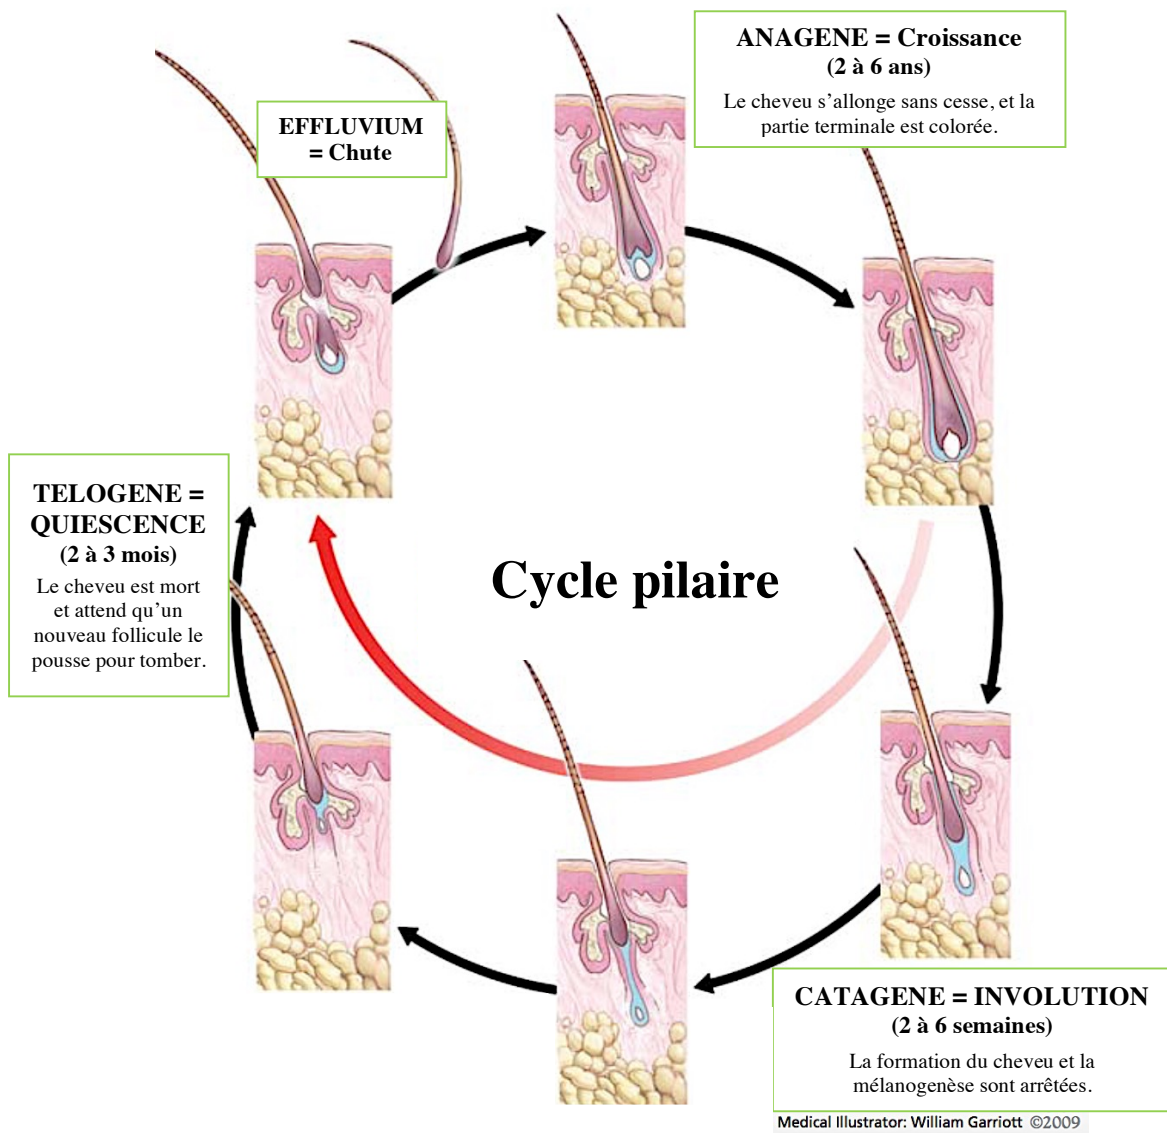 ANAGENE = Croissance
(2 à 6 ans)
Le cheveu s’allonge sans cesse, et la
partie terminale est colorée.
EFFLUVIUM
= Chute
TELOGENE =
QUIESCENCE
(2 à 3 mois)
Le cheveu est mort
et attend qu’un
nouveau follicule le
pousse pour tomber.
Cycle pilaire
CATAGENE = INVOLUTION
(2 à 6 semaines)
La formation du cheveu et la
mélanogenèse sont arrêtées.
Medical Illustrator: William Garriott ©2009